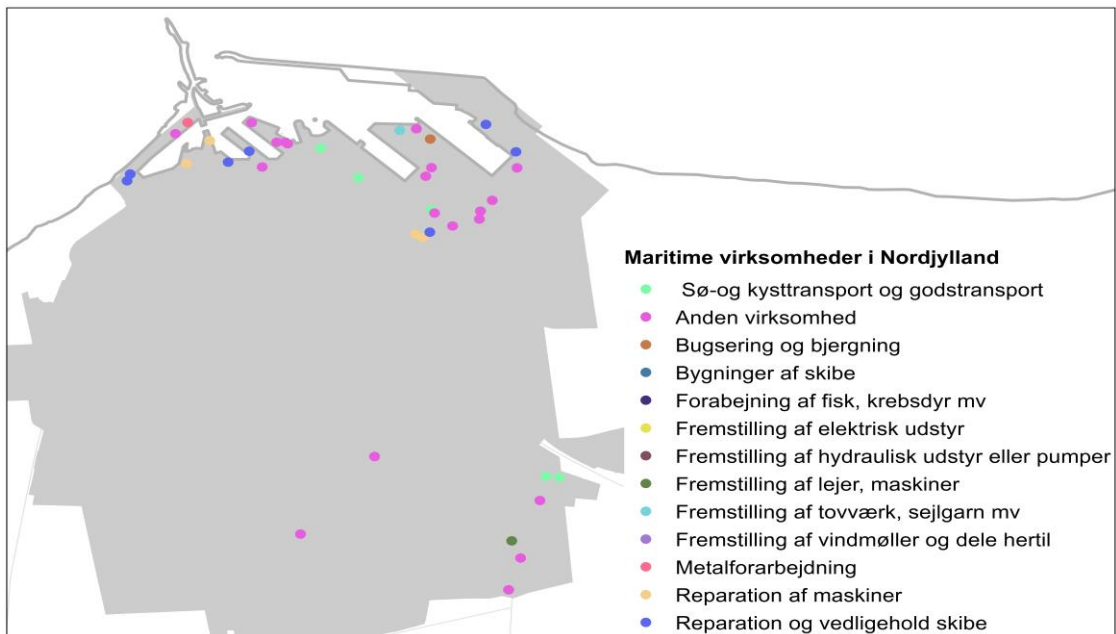 Maritime virksomheder i Nordjylland
Sø-og kysttransport og godstransport
Anden virksomhed
Bugsering og bjergning
Bygninger af skibe
Forabejning af fisk, krebsdyr mv
Fremstilling af elektrisk udstyr
Fremstilling af hydraulisk udstyr eller pumper
Fremstilling af lejer, maskiner
Fremstilling af tovværk, sejlgarn mv
Fremstilling af vindmøller og dele hertil
Metalforarbejdning
Reparation af maskiner
Reparation og vedligehold skibe